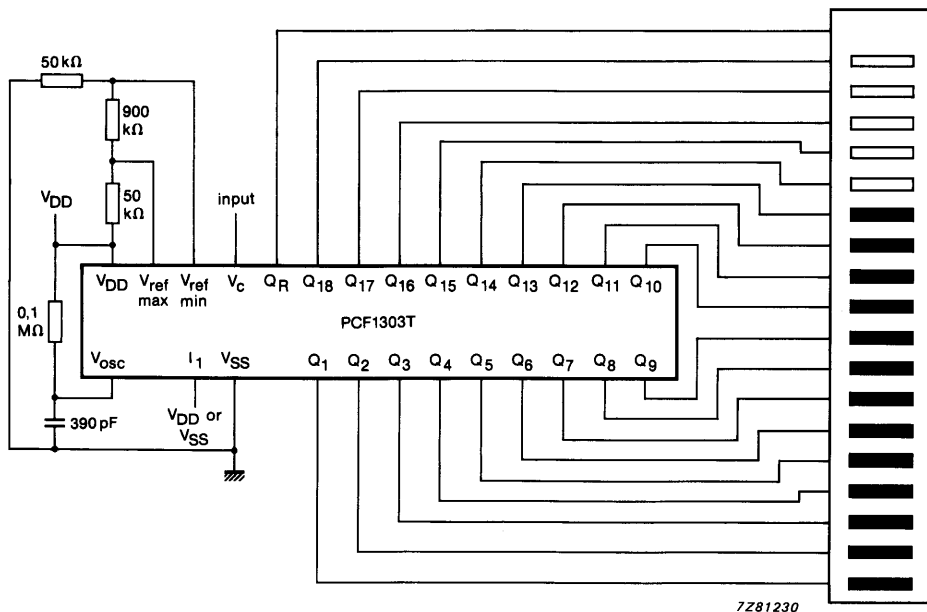 50 kΩ
900
kΩ
50
kΩ
VDD
input
VDD
Vref
max
Vref
min
Vc
QR
Q18
Q17
Q16
Q15
Q14
Q13
Q12
Q11
Q10
0,1
MΩ
PCF1303T
Vosc
I1
VSS
Q1
Q2
Q3
Q4
Q5
Q6
Q7
Q8
Q9
390 pF
VDD or
VSS
7Z81230